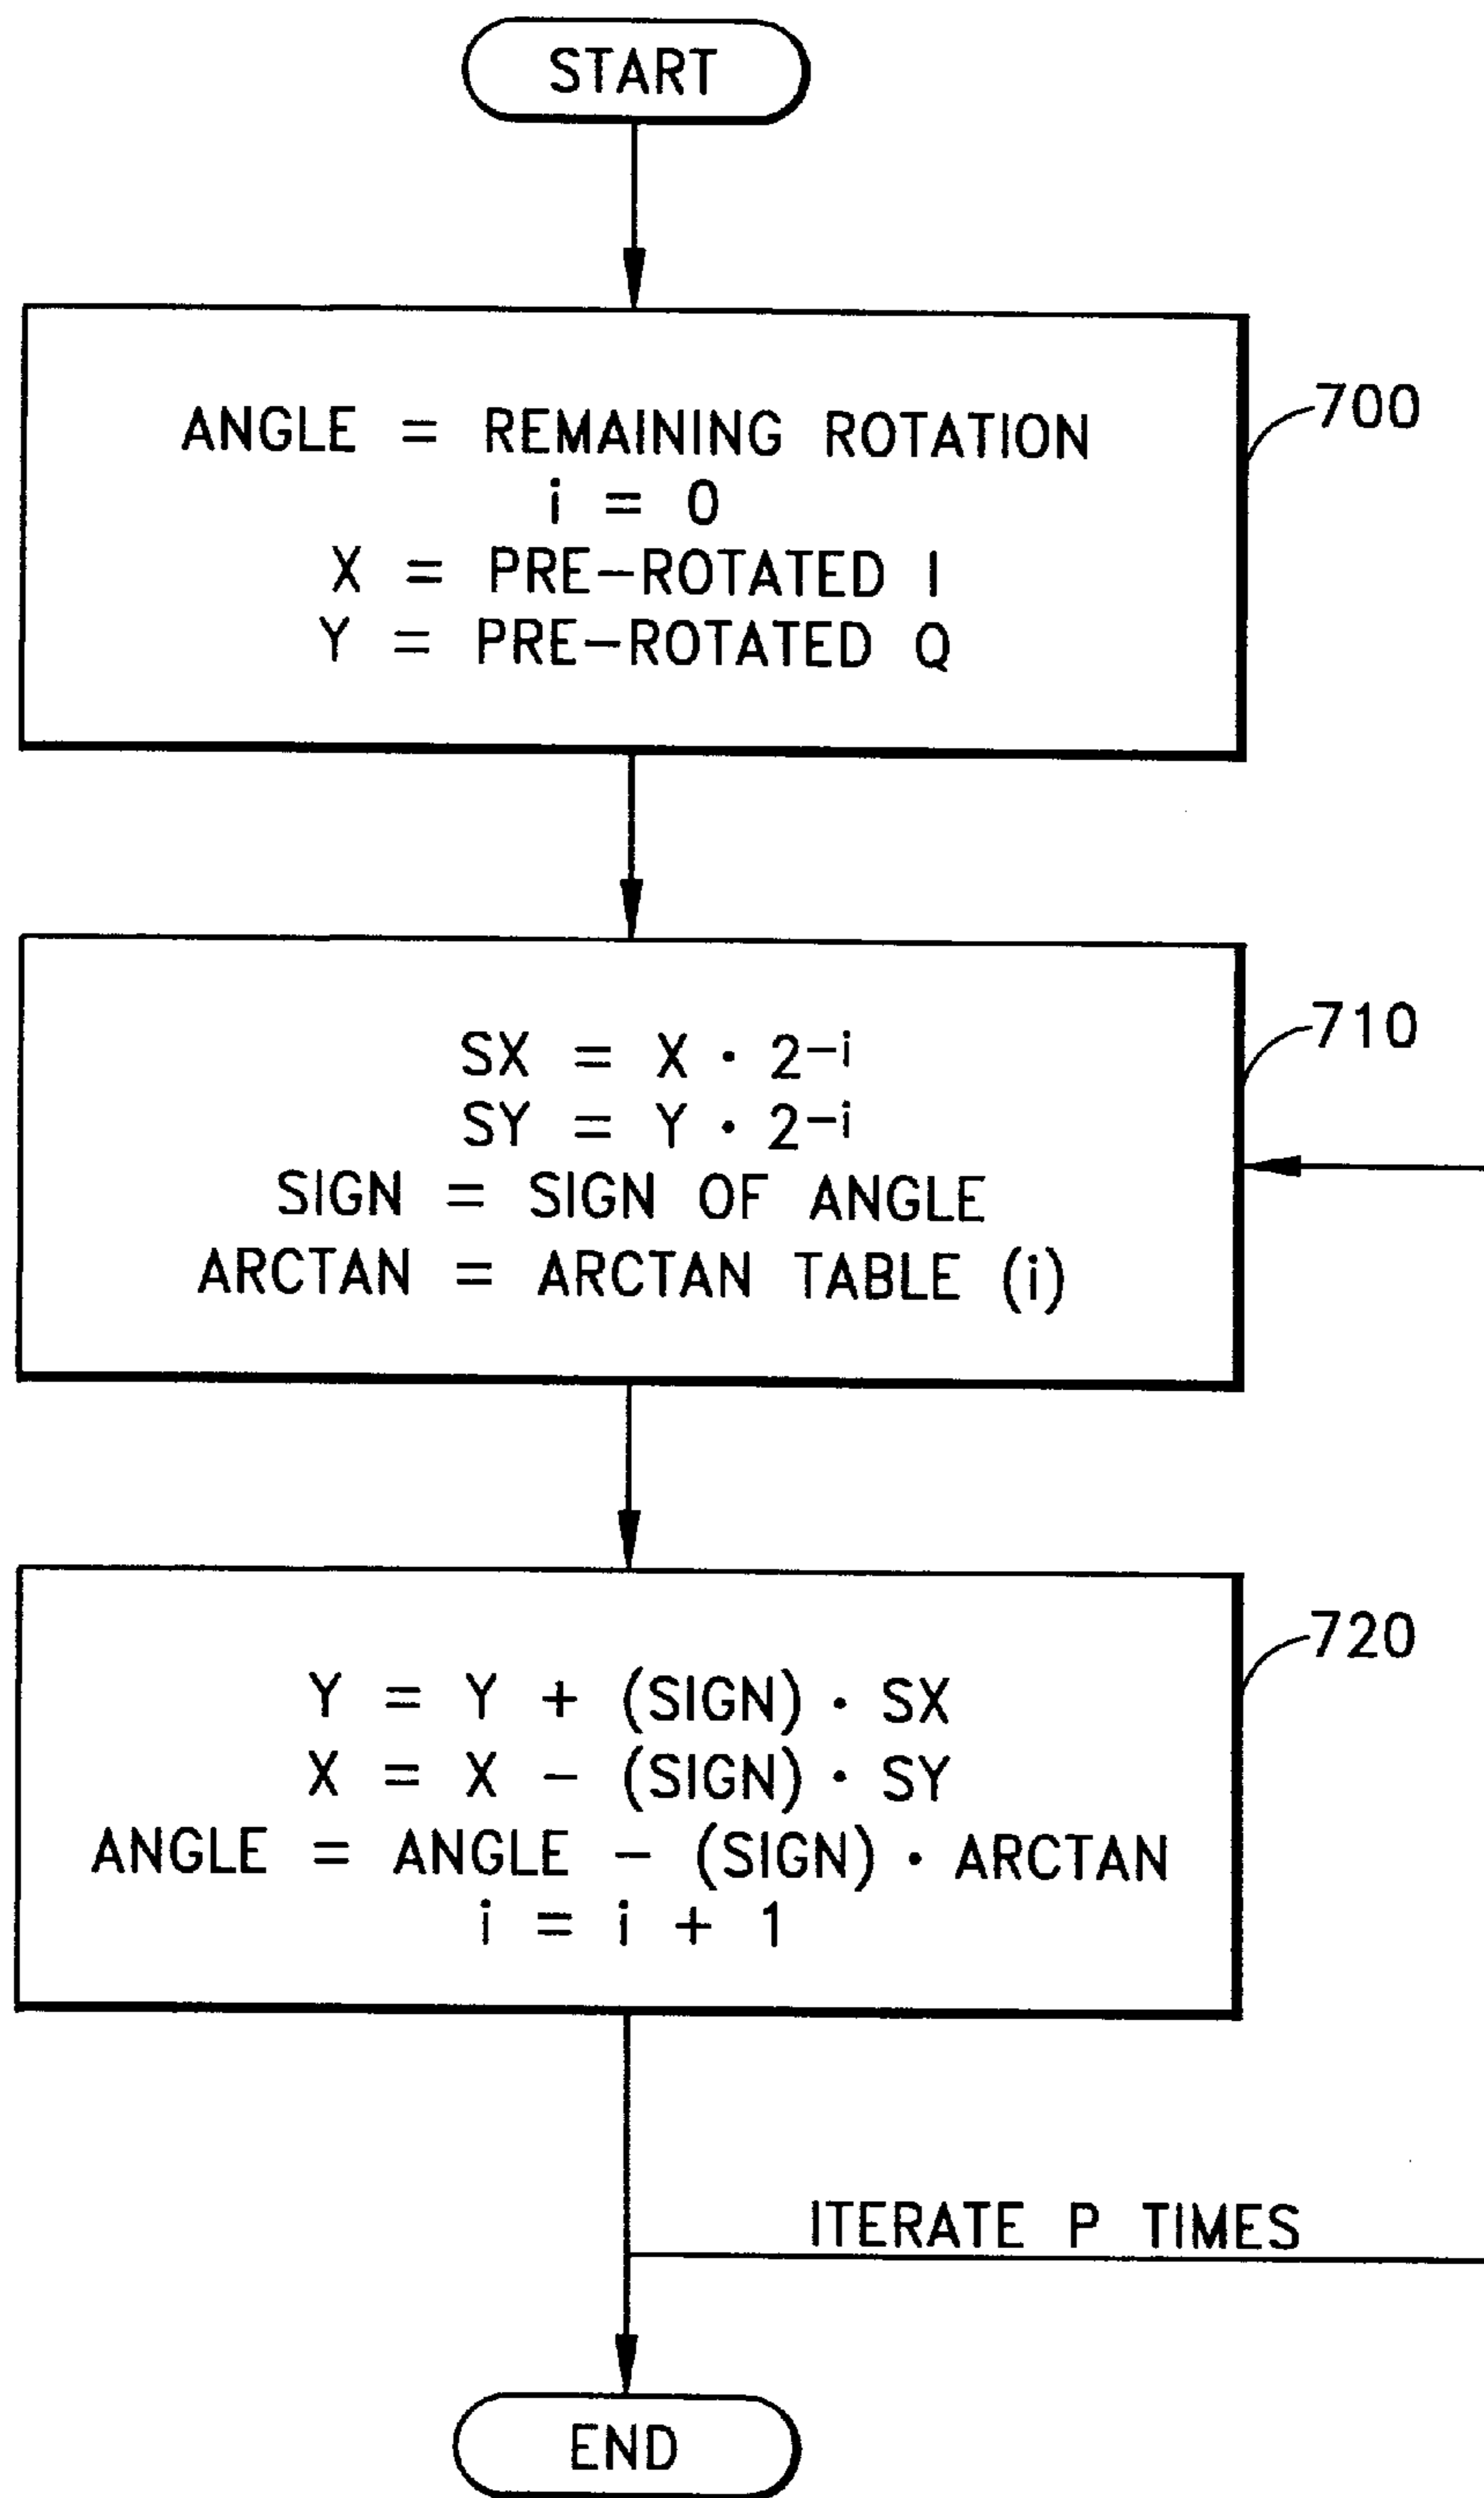 START
ANGLE = REMAINING ROTATION
i = 0
X = PRE-ROTATED I
Y = PRE-ROTATED Q
700
SX = X · 2⁻ⁱ
SY = Y · 2⁻ⁱ
SIGN = SIGN OF ANGLE
ARCTAN = ARCTAN TABLE (i)
710
Y = Y + (SIGN) · SX
X = X - (SIGN) · SY
ANGLE = ANGLE - (SIGN) · ARCTAN
i = i + 1
720
ITERATE P TIMES
END